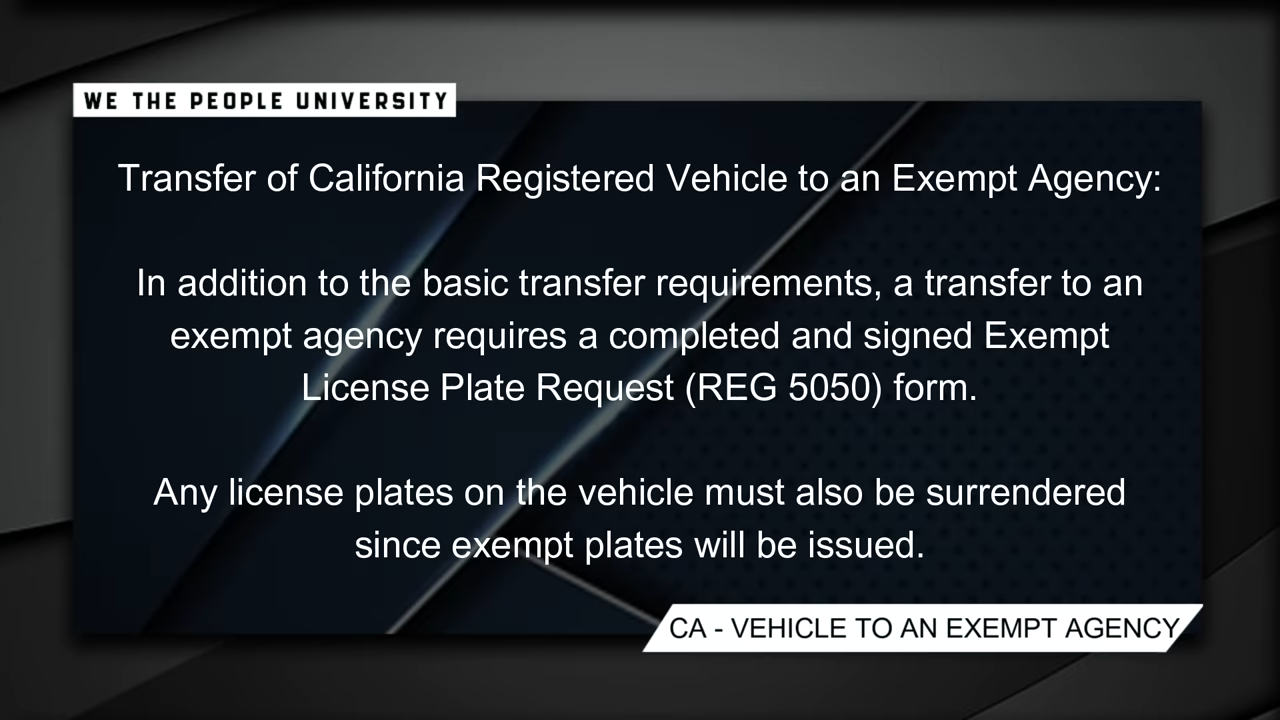 WE THE PEOPLE UNIVERSITY
Transfer of California Registered Vehicle to an Exempt Agency:
In addition to the basic transfer requirements, a transfer to an
exempt agency requires a completed and signed Exempt
License Plate Request (REG 5050) form.
Any license plates on the vehicle must also be surrendered
since exempt plates will be issued.
CA - VEHICLE TO AN EXEMPT AGENCY